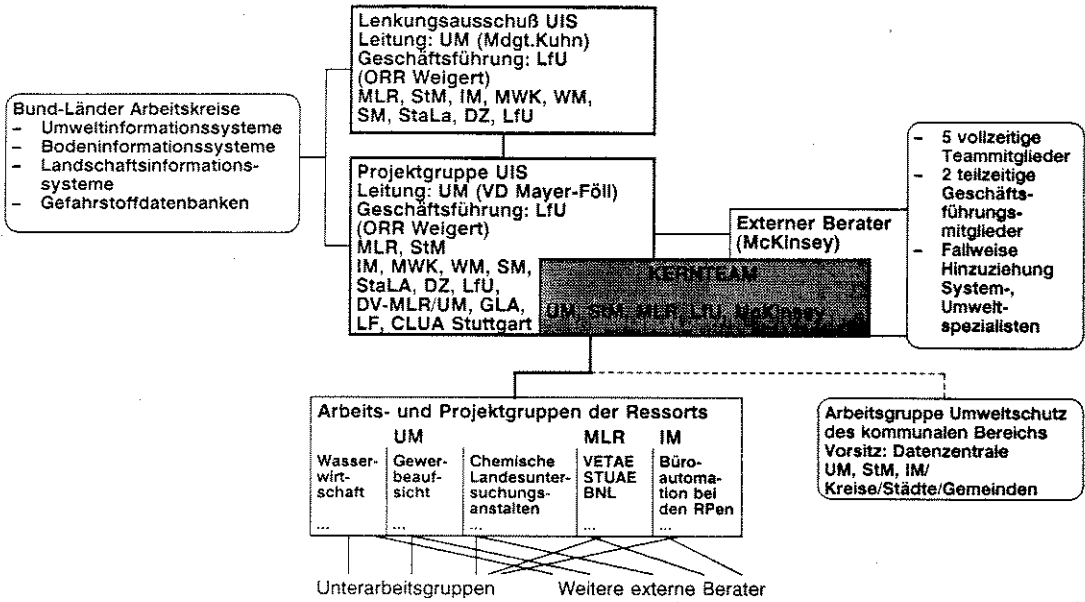 Lenkungsausschuß UIS
Leitung: UM (Mdgt.Kuhn)
Geschäftsführung: LfU
(ORR Weigert)
MLR, StM, IM, MWK, WM,
SM, StaLa, DZ, LfU
Bund-Länder Arbeitskreise
– Umweltinformationssysteme
– Bodeninformationssysteme
– Landschaftsinformations-
systeme
– Gefahrstoffdatenbanken
Projektgruppe UIS
Leitung: UM (VD Mayer-Föll)
Geschäftsführung: LfU
(ORR Weigert)
MLR, StM
IM, MWK, WM, SM,
StaLA, DZ, LfU,
DV-MLR/UM, GLA,
LF, CLUA Stuttgart
Externer Berater
(McKinsey)
KERNTEAM
UM, StM, MLR, LfU, McKinsey
– 5 vollzeitige
Teammitglieder
– 2 teilzeitige
Geschäfts-
führungs-
mitglieder
– Fallweise
Hinzuziehung
System-,
Umwelt-
spezialisten
Arbeits- und Projektgruppen der Ressorts
UM MLR IM
Wasser-
wirt-
schaft
...
Gewer-
beauf-
sicht
...
Chemische
Landesunter-
suchungs-
anstalten
...
VETAE
STUAE
BNL
...
Büro-
automa-
tion bei
den RPen
...
Arbeitsgruppe Umweltschutz
des kommunalen Bereichs
Vorsitz: Datenzentrale
UM, StM, IM/
Kreise/Städte/Gemeinden
Unterarbeitsgruppen
Weitere externe Berater